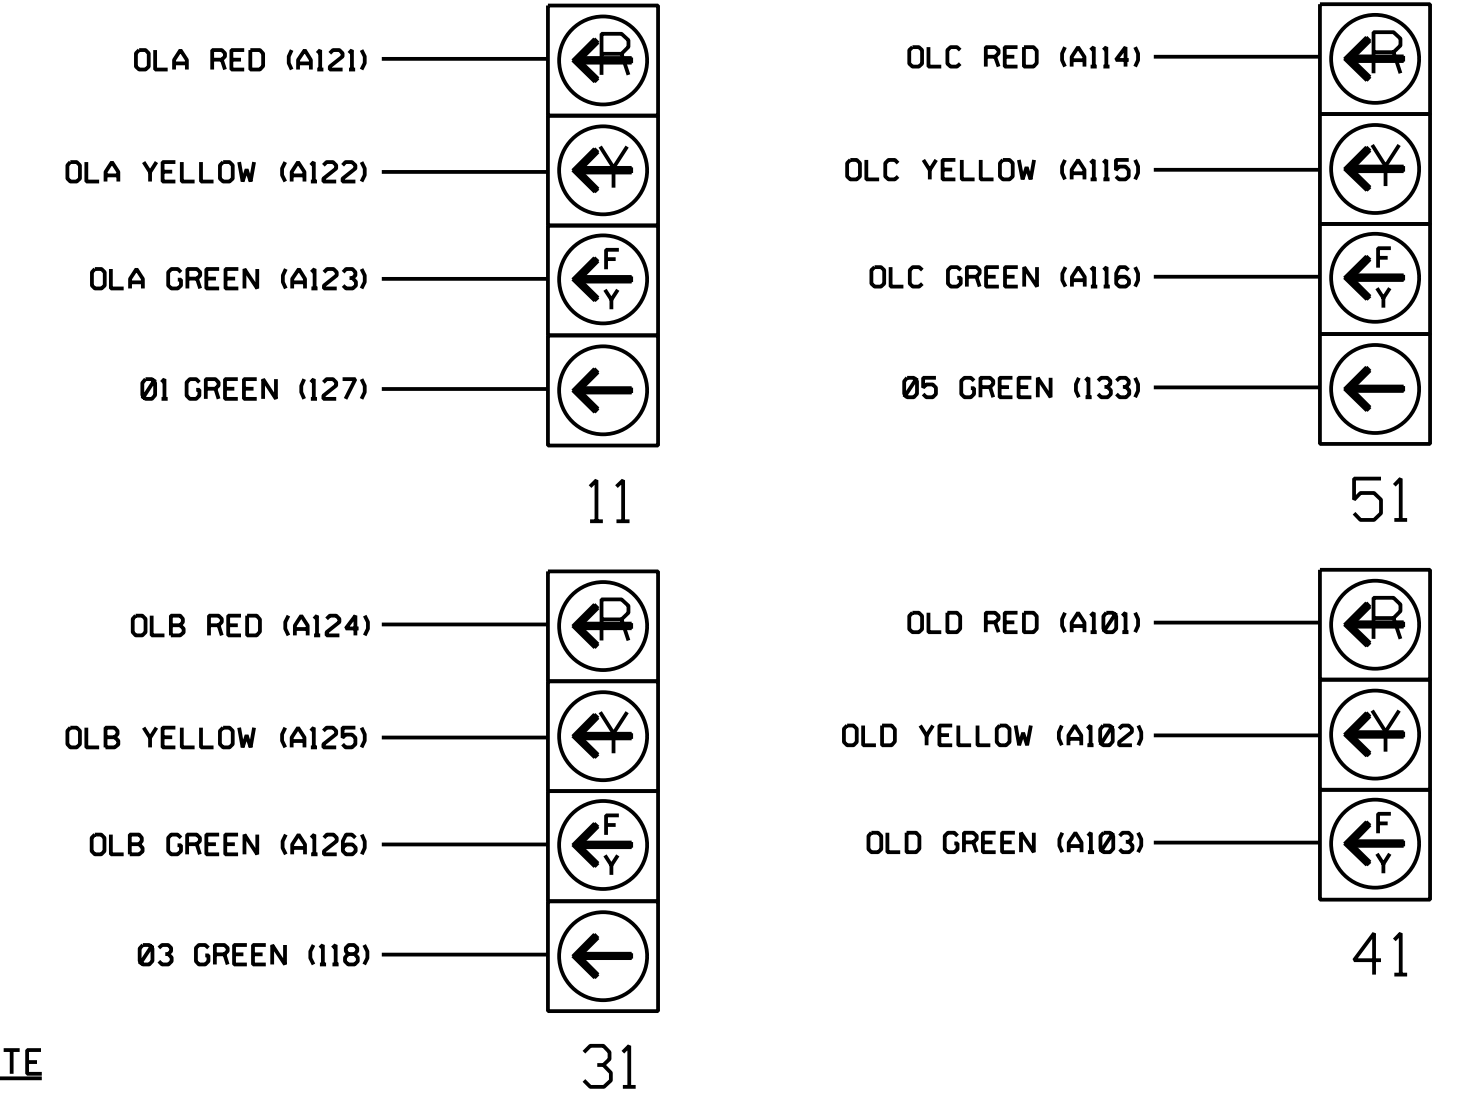 OLA RED (A121)
R
OLA YELLOW (A122)
Y
OLA GREEN (A123)
F
Y
01 GREEN (127)
11
OLC RED (A114)
R
OLC YELLOW (A115)
Y
OLC GREEN (A116)
F
Y
05 GREEN (133)
51
OLB RED (A124)
R
OLB YELLOW (A125)
Y
OLB GREEN (A126)
F
Y
03 GREEN (118)
31
OLD RED (A101)
R
OLD YELLOW (A102)
Y
OLD GREEN (A103)
F
Y
41
TE